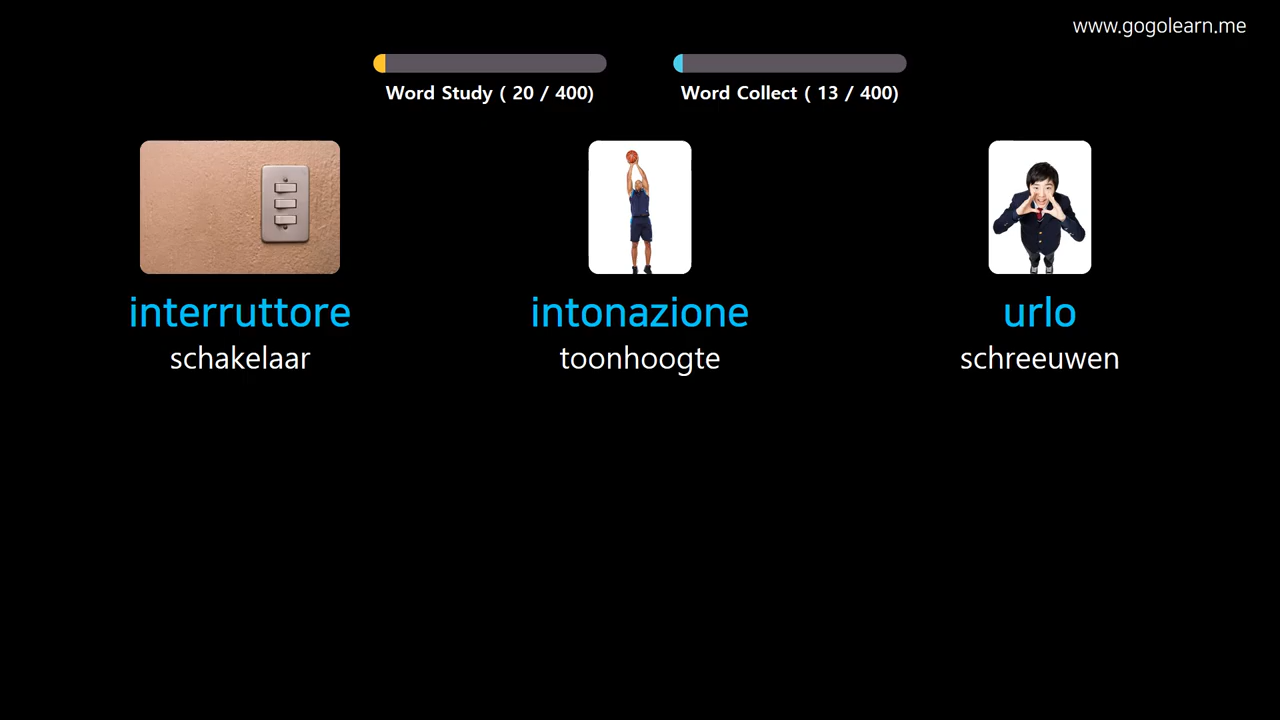 www.gogolearn.me
Word Study ( 20 / 400)
Word Collect ( 13 / 400)
interruttore
schakelaar
intonazione
toonhoogte
urlo
schreeuwen